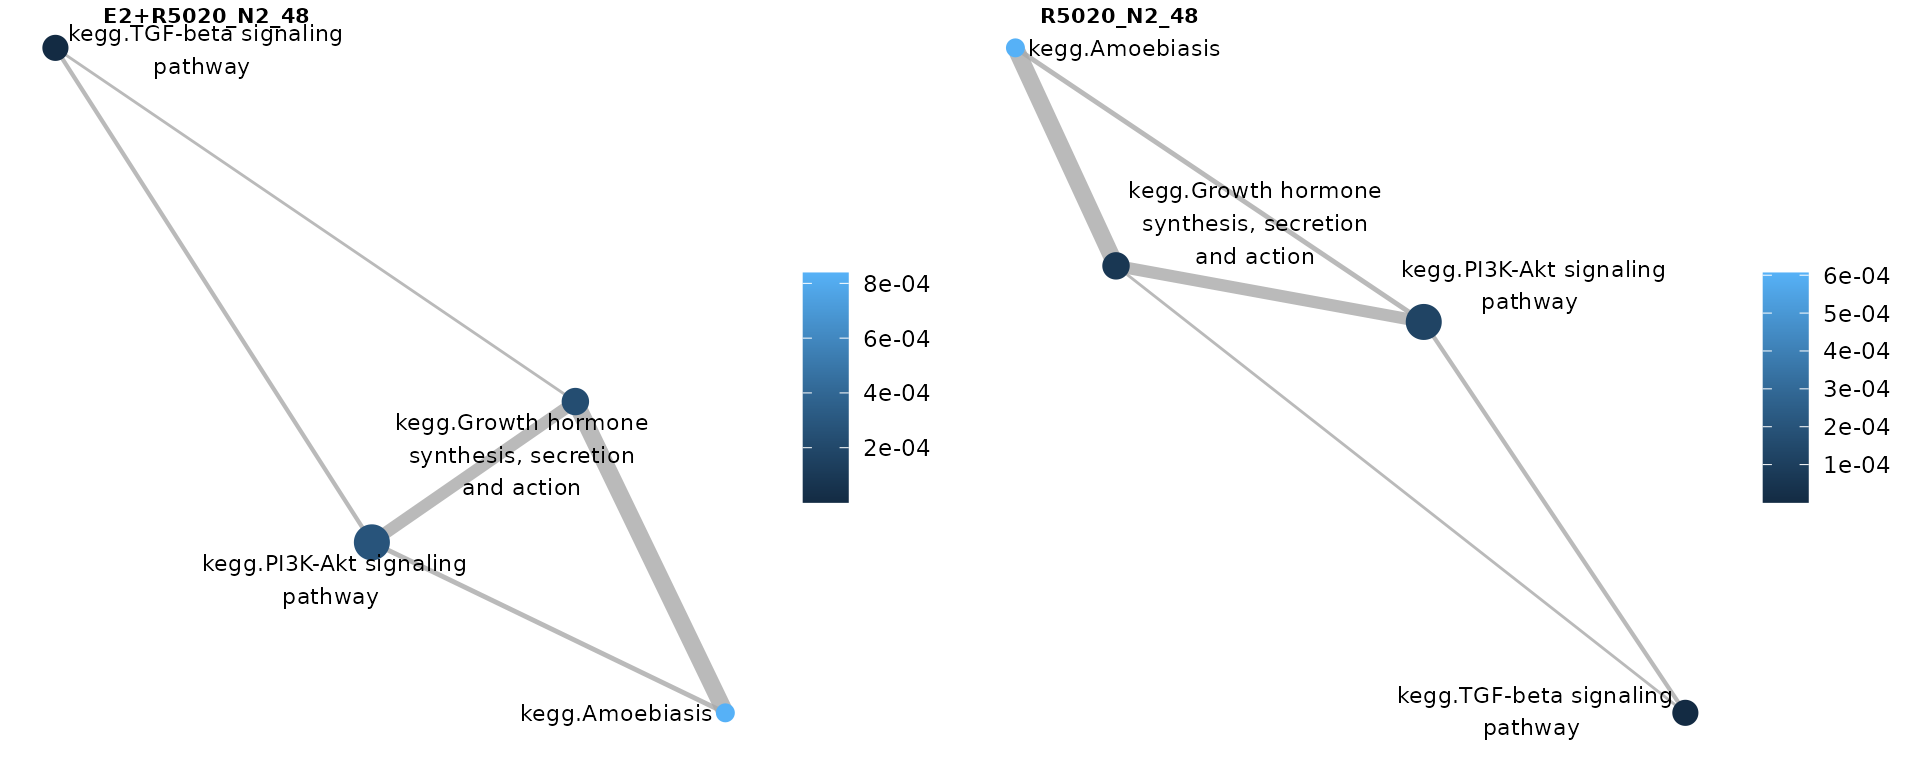 E2+R5020_N2_48
kegg.TGF-beta signaling
pathway
kegg.Growth hormone
synthesis, secretion
and action
kegg.PI3K-Akt signaling
pathway
kegg.Amoebiasis
8e-04
6e-04
4e-04
2e-04
R5020_N2_48
kegg.Amoebiasis
kegg.Growth hormone
synthesis, secretion
and action
kegg.PI3K-Akt signaling
pathway
kegg.TGF-beta signaling
pathway
6e-04
5e-04
4e-04
3e-04
2e-04
1e-04